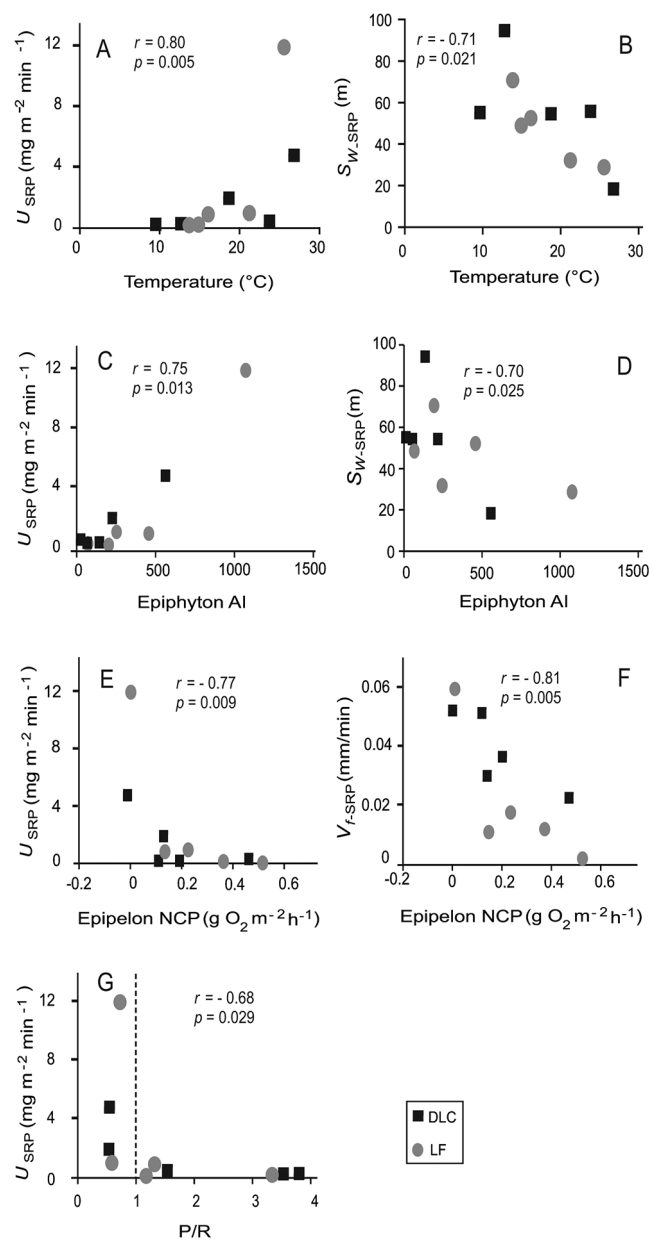 A
r = 0.80
p = 0.005
U SRP (mg m⁻² min⁻¹)
12
8
4
0
0 10 20 30
Temperature (°C)
B
r = - 0.71
p = 0.021
S W-SRP (m)
100
80
60
40
20
0
0 10 20 30
Temperature (°C)
C
r = 0.75
p = 0.013
U SRP (mg m⁻² min⁻¹)
12
8
4
0
0 500 1000 1500
Epiphyton AI
D
r = - 0.70
p = 0.025
S W-SRP (m)
100
80
60
40
20
0
0 500 1000 1500
Epiphyton AI
E
r = - 0.77
p = 0.009
U SRP (mg m⁻² min⁻¹)
12
8
4
0
-0.2 0 0.2 0.4 0.6
Epipelon NCP (g O₂ m⁻² h⁻¹)
F
r = - 0.81
p = 0.005
V f-SRP (mm/min)
0.06
0.04
0.02
0
-0.2 0 0.2 0.4 0.6
Epipelon NCP (g O₂ m⁻² h⁻¹)
G
r = - 0.68
p = 0.029
U SRP (mg m⁻² min⁻¹)
12
8
4
0
0 1 2 3 4
P/R
DLC
LF